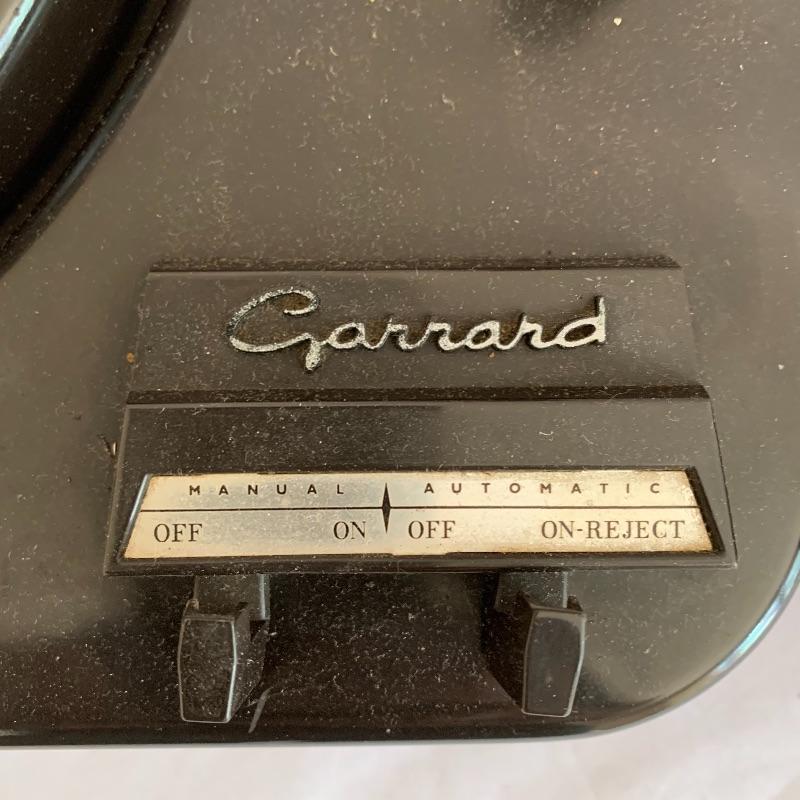 Garrard
MANUAL AUTOMATIC
OFF ON OFF ON-REJECT